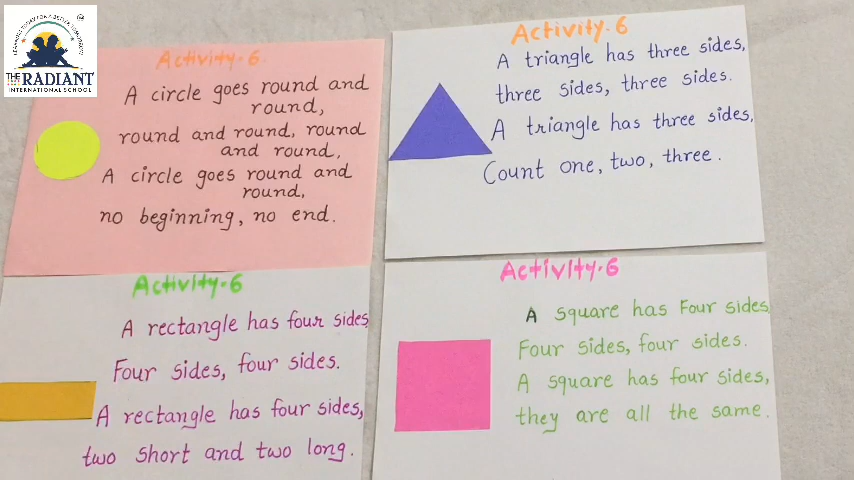 THE RADIANT
INTERNATIONAL SCHOOL
Activity-6.
A circle goes round and
round,
round and round, round
and round,
A circle goes round and
round,
no beginning, no end.
Activity-6
A triangle has three sides,
three sides, three sides.
A triangle has three sides,
Count one, two, three.
Activity-6
A rectangle has four sides,
Four sides, four sides.
A rectangle has four sides,
two short and two long.
Activity-6
A square has Four sides,
Four sides, four sides.
A square has four sides,
they are all the same.